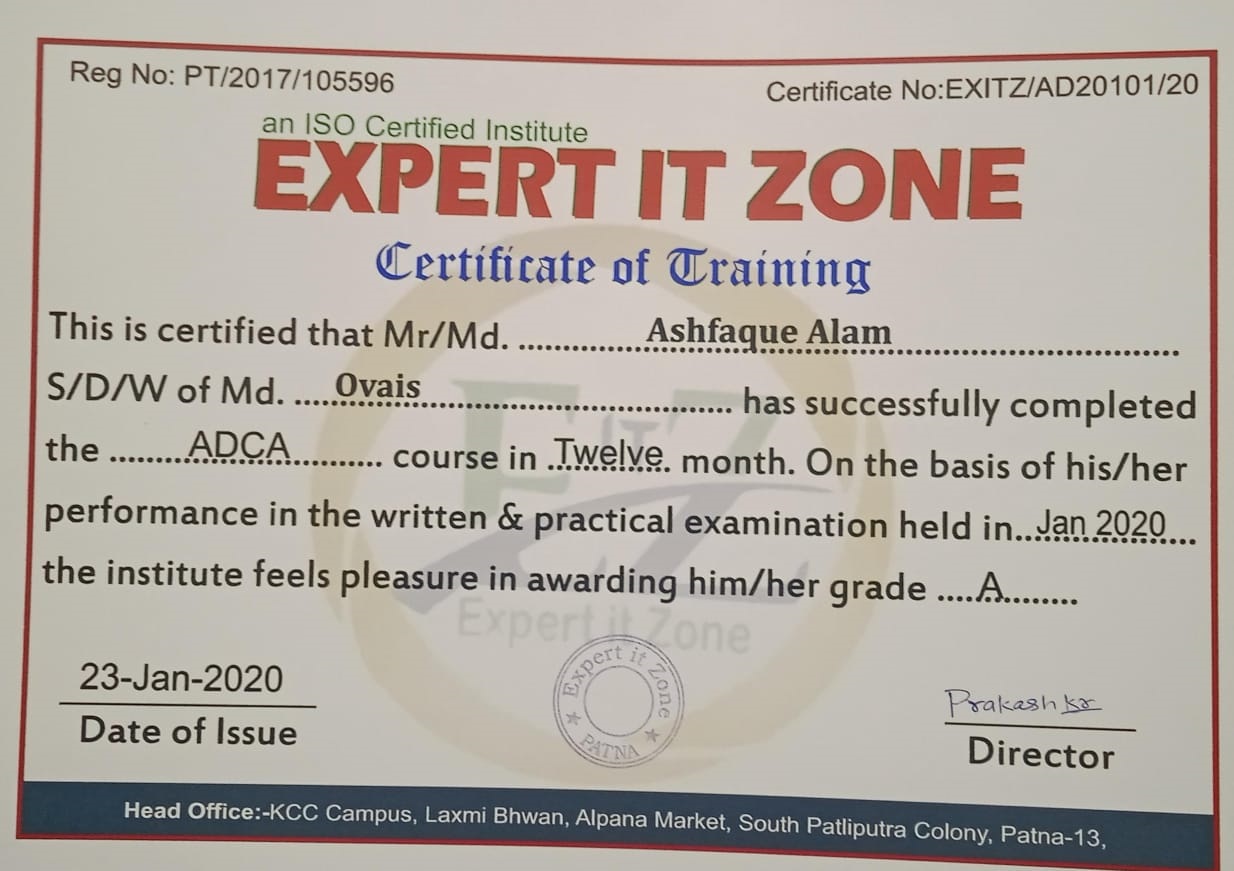 Reg No: PT/2017/105596
Certificate No:EXITZ/AD20101/20
an ISO Certified Institute
EXPERT IT ZONE
Certificate of Training
This is certified that Mr/Md. ............Ashfaque Alam............
S/D/W of Md. .....Ovais............ has successfully completed
the ........ADCA........... course in .Twelve. month. On the basis of his/her
performance in the written & practical examination held in..Jan 2020...
the institute feels pleasure in awarding him/her grade ....A........
EITZ
Expert it Zone
23-Jan-2020
Date of Issue
Expert it Zone
PATNA
Prakash Kr
Director
Head Office:-KCC Campus, Laxmi Bhwan, Alpana Market, South Patliputra Colony, Patna-13,